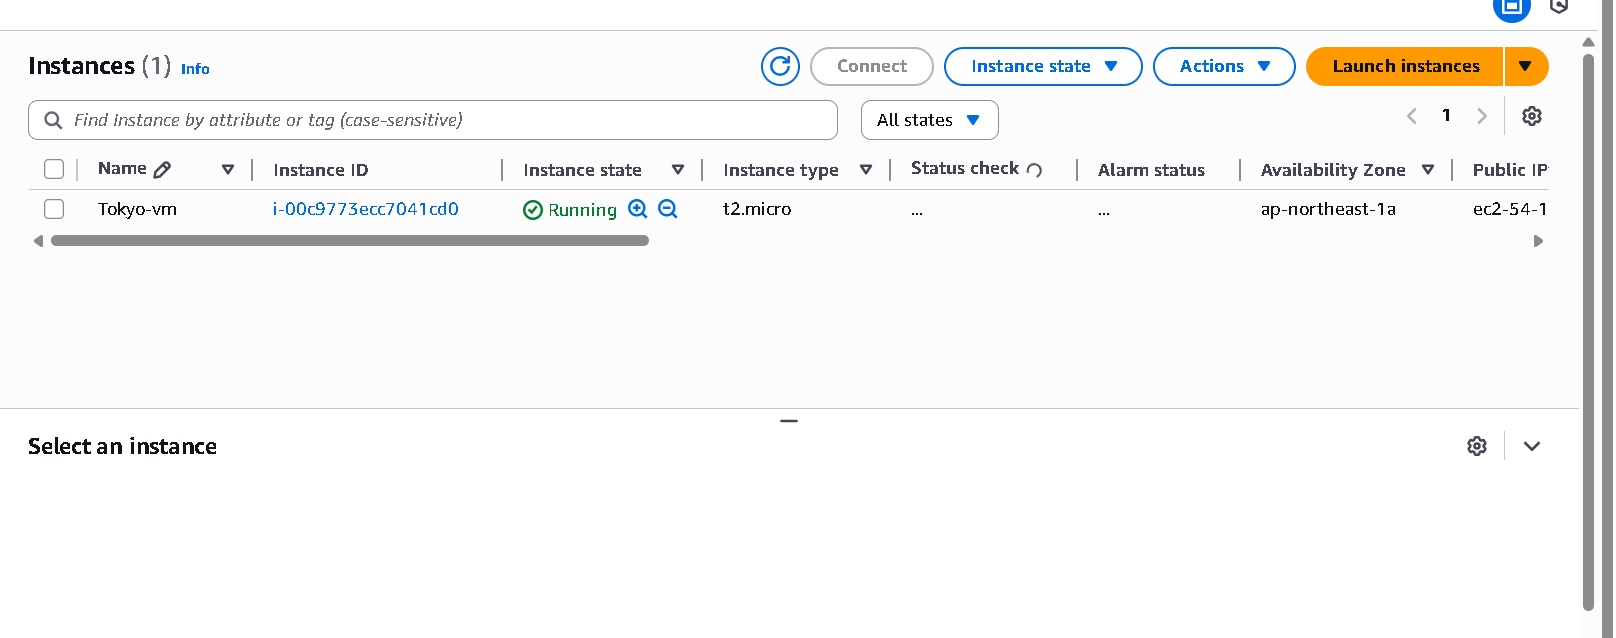 Instances (1) Info
Connect
Instance state
Actions
Launch instances
Find Instance by attribute or tag (case-sensitive)
All states
1
Name Instance ID Instance state Instance type Status check Alarm status Availability Zone Public IP
Tokyo-vm i-00c9773ecc7041cd0 Running t2.micro ... ... ap-northeast-1a ec2-54-1
Select an instance